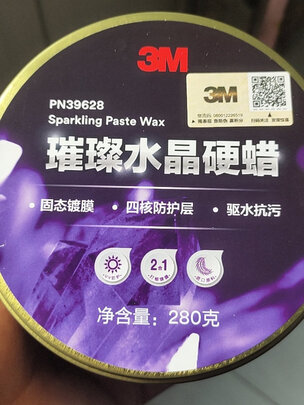 3M
PN39628
Sparkling Paste Wax
3M
璀璨水晶硬蜡
·固态镀膜 ·四核防护层 ·驱水抗污
2in1
净含量：280克